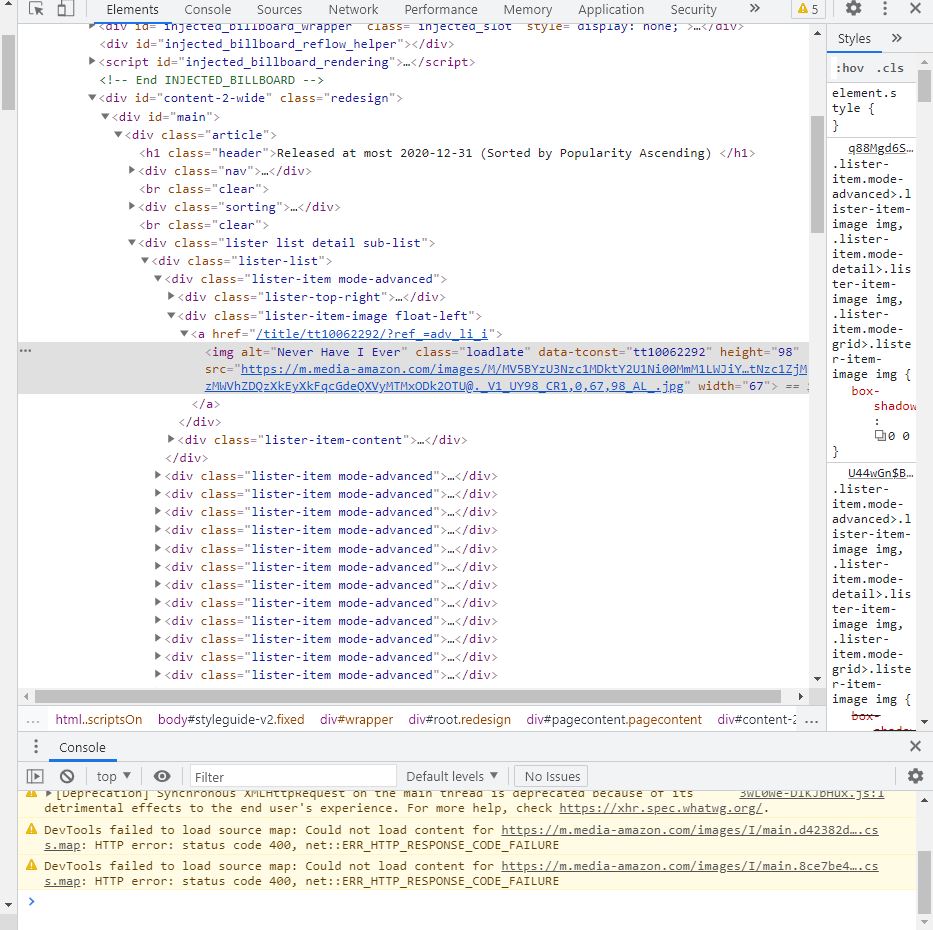 Elements Console Sources Network Performance Memory Application Security » 5
<div id="injected_billboard_wrapper" class="injected_slot" style="display: none;">…</div>
<div id="injected_billboard_reflow_helper"></div>
<script id="injected_billboard_rendering">…</script>
<!-- End INJECTED_BILLBOARD -->
<div id="content-2-wide" class="redesign">
<div id="main">
<div class="article">
<h1 class="header">Released at most 2020-12-31 (Sorted by Popularity Ascending) </h1>
<div class="nav">…</div>
<br class="clear">
<div class="sorting">…</div>
<br class="clear">
<div class="lister list detail sub-list">
<div class="lister-list">
<div class="lister-item mode-advanced">
<div class="lister-top-right">…</div>
<div class="lister-item-image float-left">
<a href="/title/tt10062292/?ref_=adv_li_i">
… <img alt="Never Have I Ever" class="loadlate" data-tconst="tt10062292" height="98"
src="https://m.media-amazon.com/images/M/MV5BYzU3Nzc1MDktY2U1Ni00MmM1LWJiY…tNzc1ZjM
zMWVhZDQzXkEyXkFqcGdeQXVyMTMxODk2OTU@._V1_UY98_CR1,0,67,98_AL_.jpg" width="67"> ==
</a>
</div>
<div class="lister-item-content">…</div>
</div>
<div class="lister-item mode-advanced">…</div>
<div class="lister-item mode-advanced">…</div>
<div class="lister-item mode-advanced">…</div>
<div class="lister-item mode-advanced">…</div>
<div class="lister-item mode-advanced">…</div>
<div class="lister-item mode-advanced">…</div>
<div class="lister-item mode-advanced">…</div>
<div class="lister-item mode-advanced">…</div>
<div class="lister-item mode-advanced">…</div>
<div class="lister-item mode-advanced">…</div>
<div class="lister-item mode-advanced">…</div>
<div class="lister-item mode-advanced">…</div>
... html..scriptsOn body#styleguide-v2.fixed div#wrapper div#root.redesign div#pagecontent.pagecontent div#content-2 ...
Styles »
:hov .cls
element.s
tyle {
}
q88Mgd6S…
.lister-
item.mode-
advanced>.l
ister-item-
image img,
.lister-
item.mode-
detail>.lis
ter-item-
image img,
.lister-
item.mode-
grid>.lister
-item-
image img {
box-
shadow
:
0 0
}
U44wGn$B…
.lister-
item.mode-
advanced>.l
ister-item-
image img,
.lister-
item.mode-
detail>.lis
ter-item-
image img,
.lister-
item.mode-
grid>.liste
r-item-
image img {
box-
shadow
Console
top Filter Default levels No Issues
[Deprecation] Synchronous XMLHttpRequest on the main thread is deprecated because of its
detrimental effects to the end user's experience. For more help, check https://xhr.spec.whatwg.org/.
DevTools failed to load source map: Could not load content for https://m.media-amazon.com/images/I/main.d42382d….cs
s.map: HTTP error: status code 400, net::ERR_HTTP_RESPONSE_CODE_FAILURE
DevTools failed to load source map: Could not load content for https://m.media-amazon.com/images/I/main.8ce7be4….cs
s.map: HTTP error: status code 400, net::ERR_HTTP_RESPONSE_CODE_FAILURE